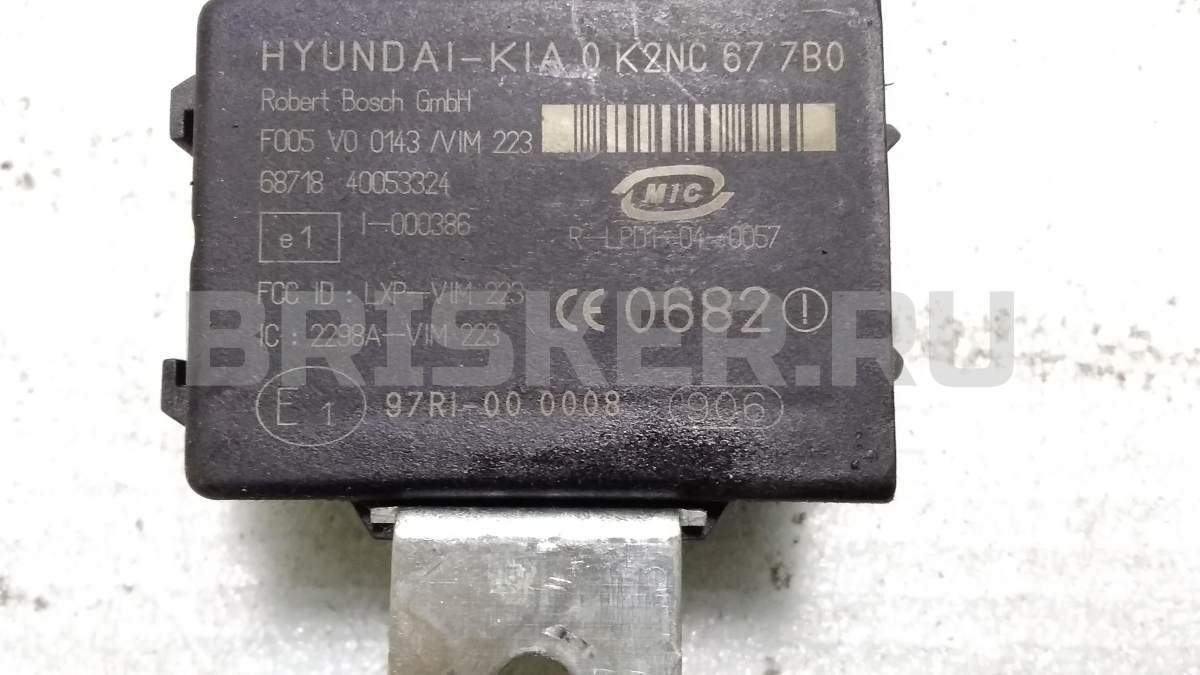 HYUNDAI-KIA 0 K2NC 67 7B0
Robert Bosch GmbH
F005 V0 0143 /VIM 223
68718 40053324
MIC
e1 I-000386
R-LPD1-04-0057
FCC ID : LXP-VIM 223
CE 0682 !
IC : 2298A-VIM 223
BRISKER.RU
E1 97RI-00 0008 906